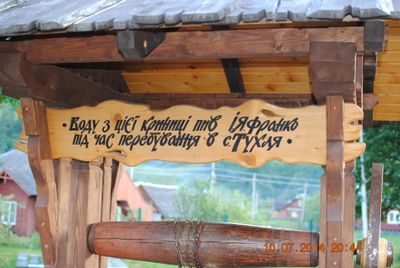 • Воду з цієї криниці пив І.Я.Франко
під час перебування в с.Тухля •
10.07.2014 20:44